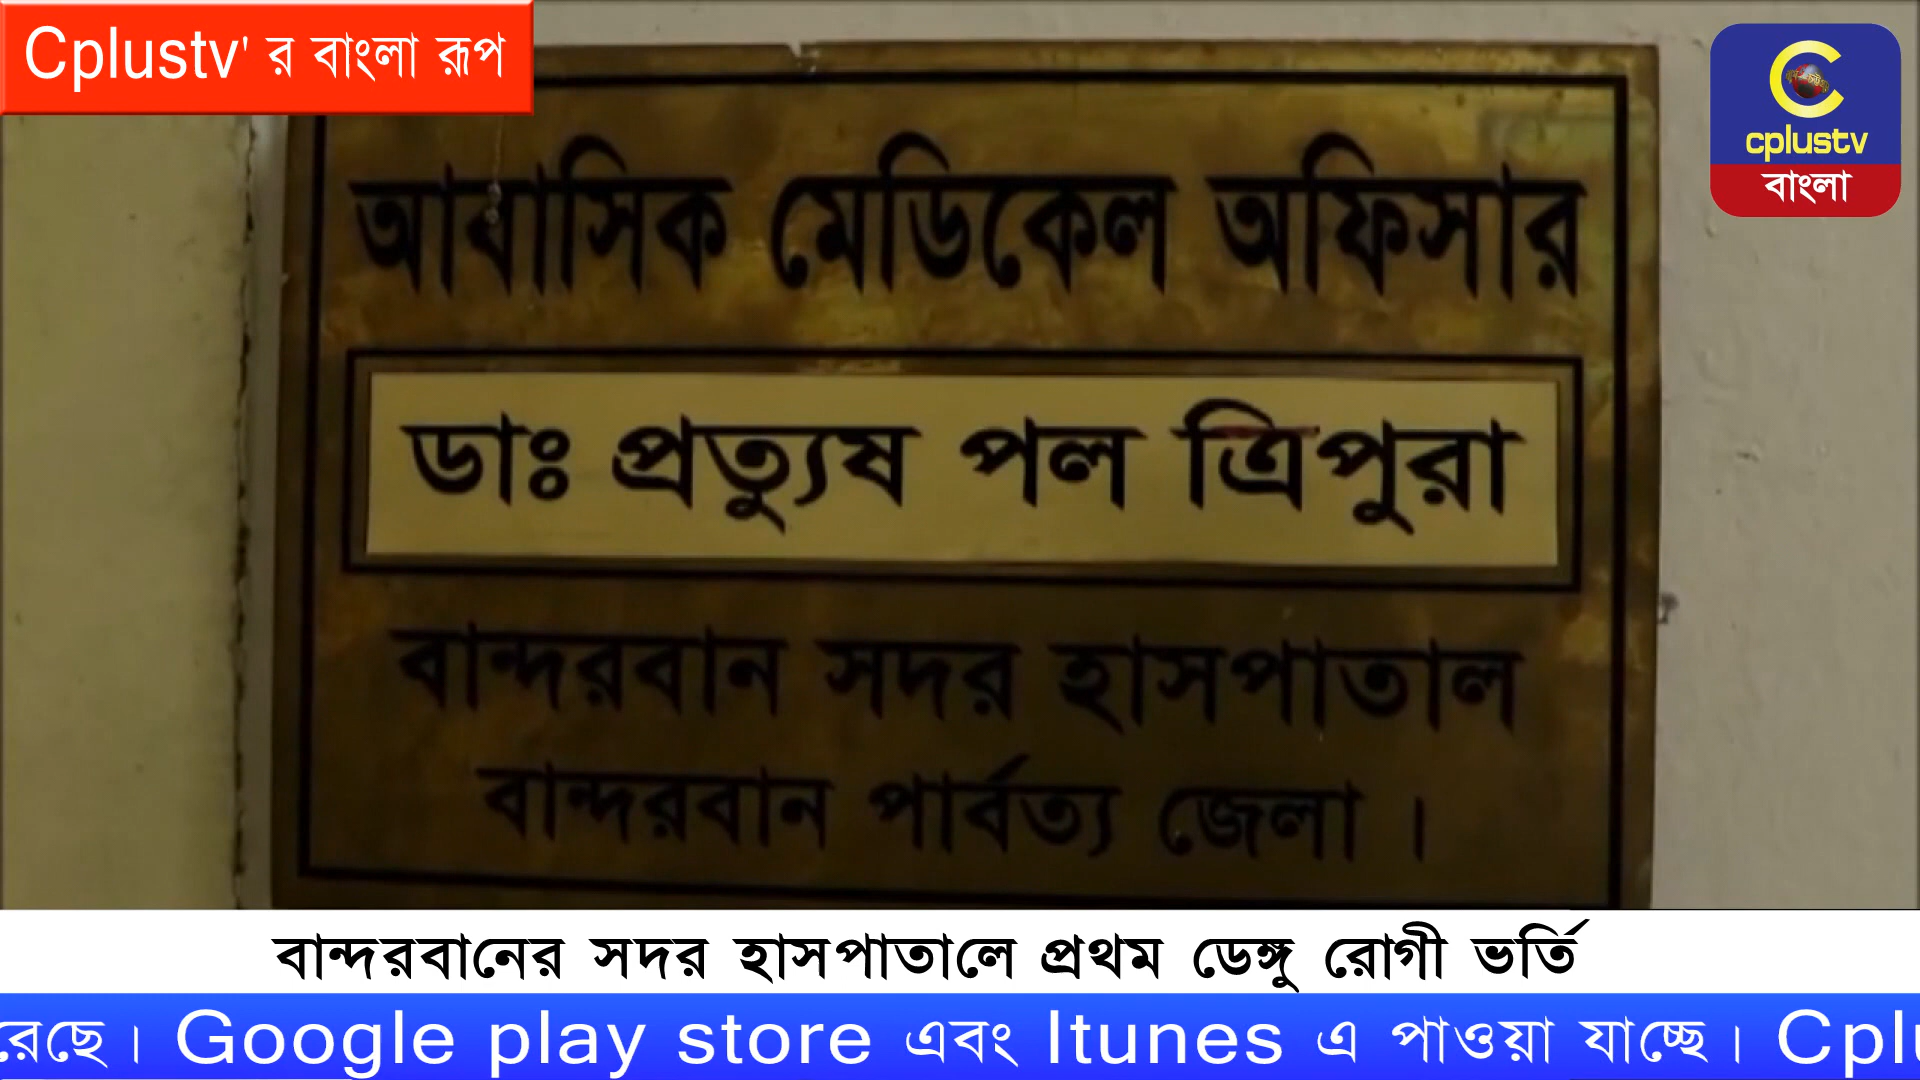 Cplustv' র বাংলা রূপ
cplustv
বাংলা
আবাসিক মেডিকেল অফিসার
ডাঃ প্রত্যুষ পল ত্রিপুরা
বান্দরবান সদর হাসপাতাল
বান্দরবান পার্বত্য জেলা ।
বান্দরবানের সদর হাসপাতালে প্রথম ডেঙ্গু রোগী ভর্তি
রেছে। Google play store এবং Itunes এ পাওয়া যাচ্ছে। Cplu